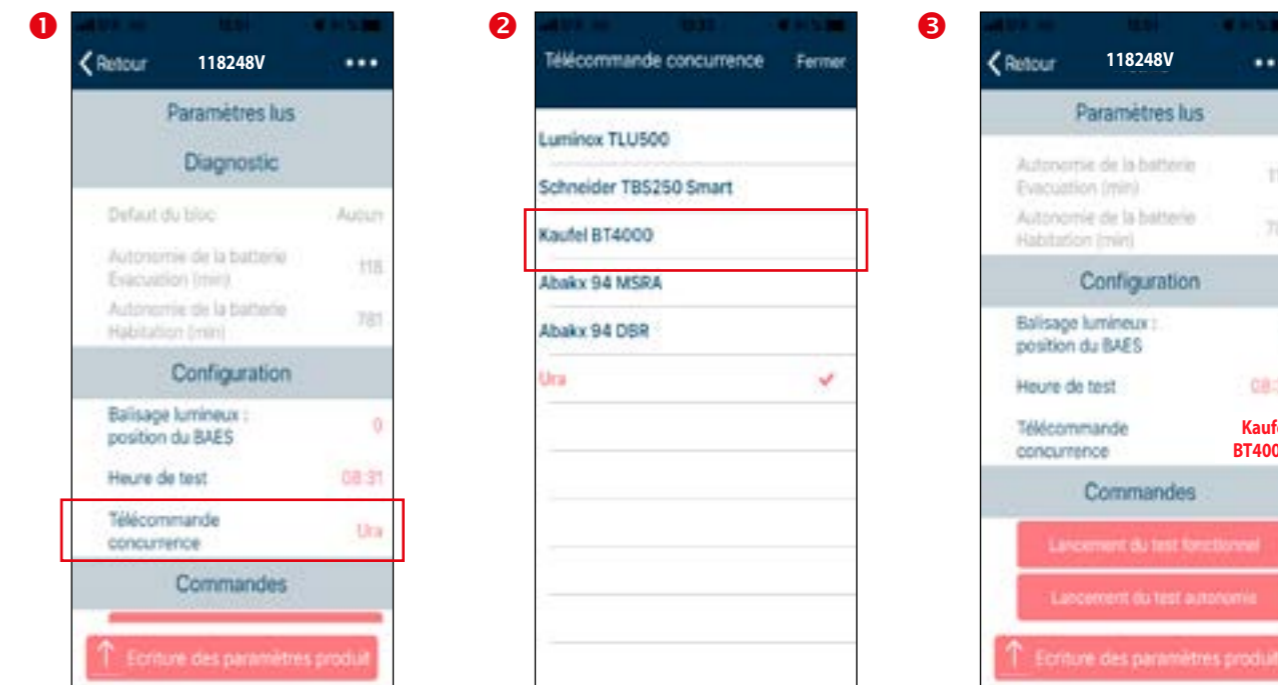 1
Retour 118248V •••
Paramètres lus
Diagnostic
Defaut du bloc Aucun
Autonomie de la batterie
Evacuation (min) 118
Autonomie de la batterie
Habitation (min) 781
Configuration
Balisage lumineux :
position du BAES 0
Heure de test 08:31
Télécommande
concurrence Ura
Commandes
Ecriture des paramètres produit
2
Télécommande concurrence Fermer
Luminox TLU500
Schneider TBS250 Smart
Kaufel BT4000
Abakx 94 MSRA
Abakx 94 DBR
Ura
3
Retour 118248V
Paramètres lus
Autonomie de la batterie
Evacuation (min)
Autonomie de la batterie
Habitation (min)
Configuration
Balisage lumineux :
position du BAES
Heure de test
Télécommande
concurrence
Kaufe
BT400
Commandes
Lancement du test fonctionnel
Lancement du test autonomie
Ecriture des paramètres produit